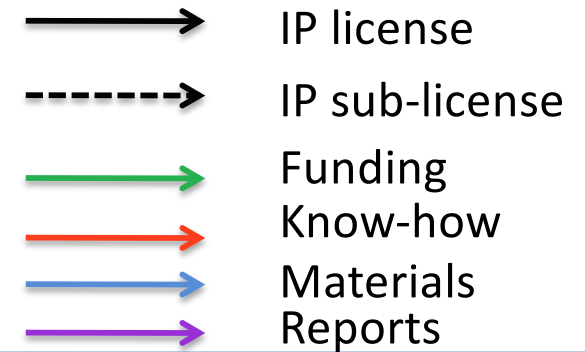 IP license
IP sub-license
Funding
Know-how
Materials
Reports